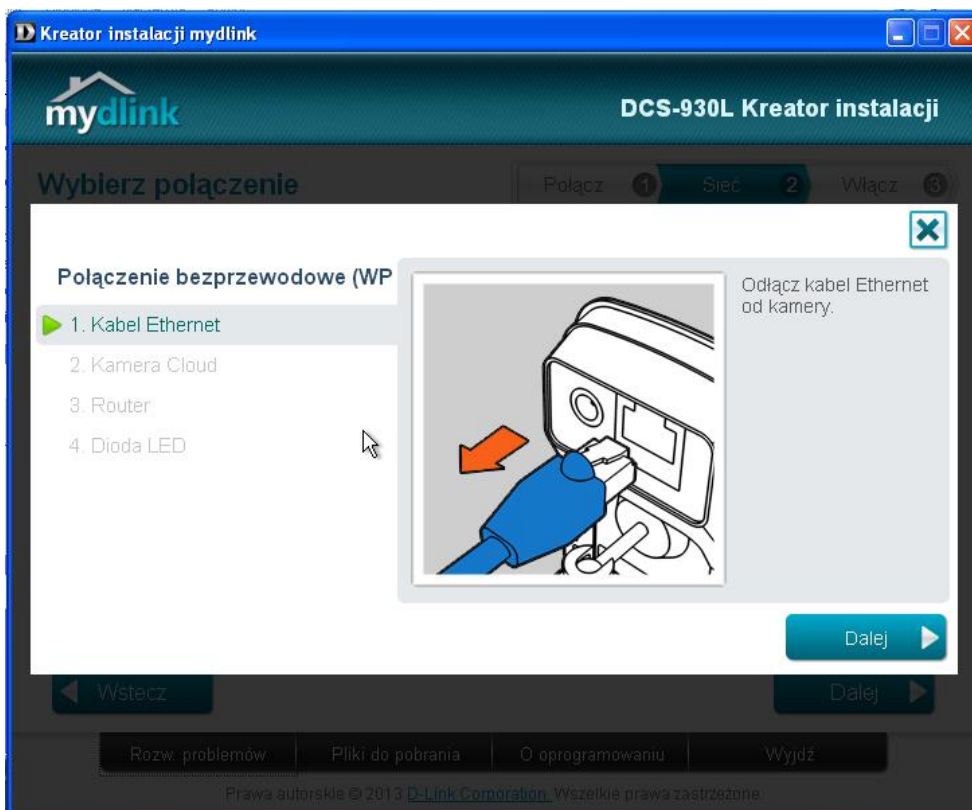 Kreator instalacji mydlink
mydlink
DCS-930L Kreator instalacji
Wybierz połączenie
Połącz 1 Sieć 2 Włącz 3
Połączenie bezprzewodowe (WP
1. Kabel Ethernet
2. Kamera Cloud
3. Router
4. Dioda LED
Odłącz kabel Ethernet
od kamery.
Dalej
Wstecz
Dalej
Rozw. problemów
Pliki do pobrania
O oprogramowaniu
Wyjdź
Prawa autorskie © 2013 D-Link Corporation. Wszelkie prawa zastrzeżone.